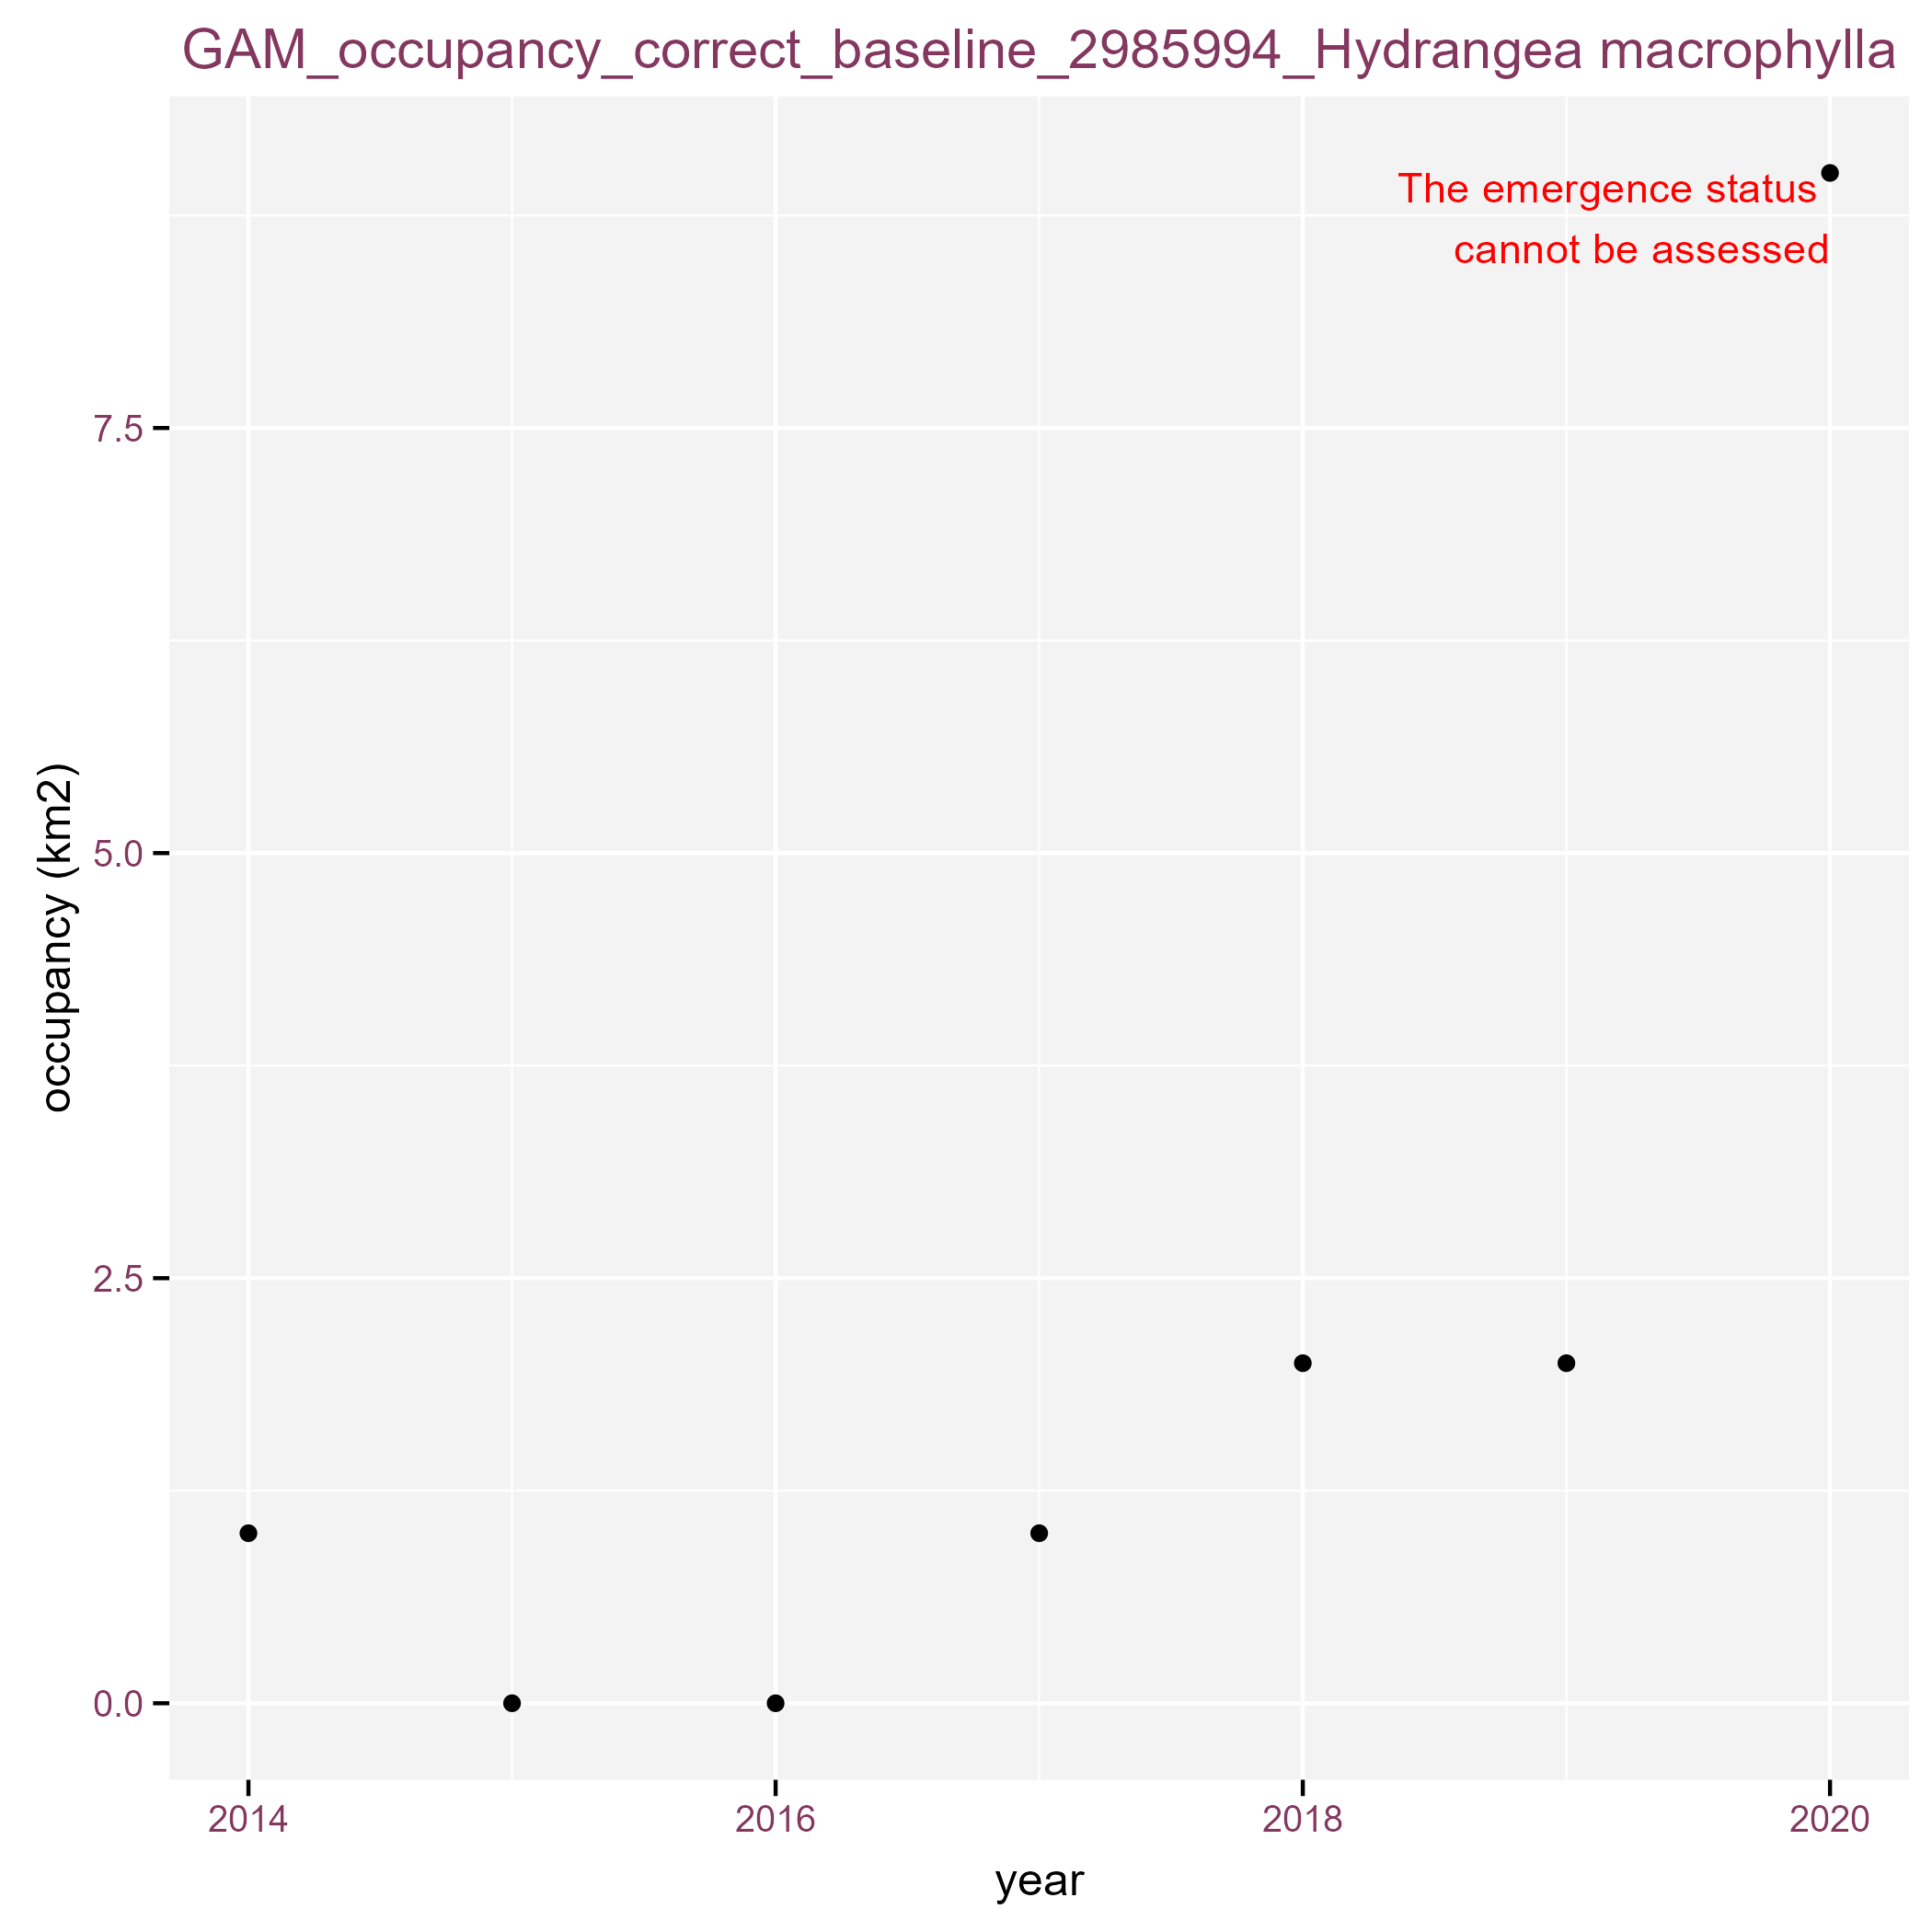 GAM_occupancy_correct_baseline_2985994_Hydrangea macrophylla
The emergence status
cannot be assessed
7.5
5.0
2.5
0.0
occupancy (km2)
2014
2016
2018
2020
year